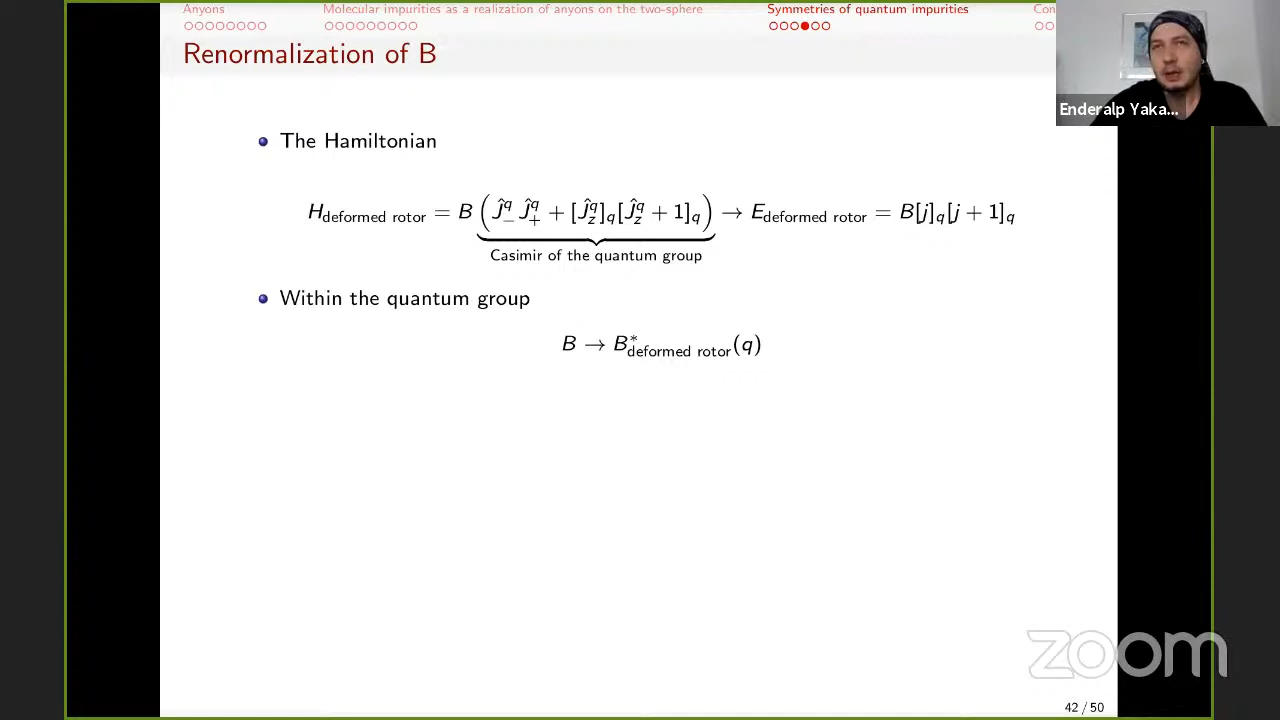 Anyons
Molecular impurities as a realization of anyons on the two-sphere
Symmetries of quantum impurities
Con
Renormalization of B
Enderalp Yaka...
The Hamiltonian
H_deformed rotor = B (Ĵ^q_− Ĵ^q_+ + [Ĵ^q_z]_q[Ĵ^q_z + 1]_q) → E_deformed rotor = B[j]_q[j + 1]_q
Casimir of the quantum group
Within the quantum group
B → B*_deformed rotor(q)
zoom
42 / 50